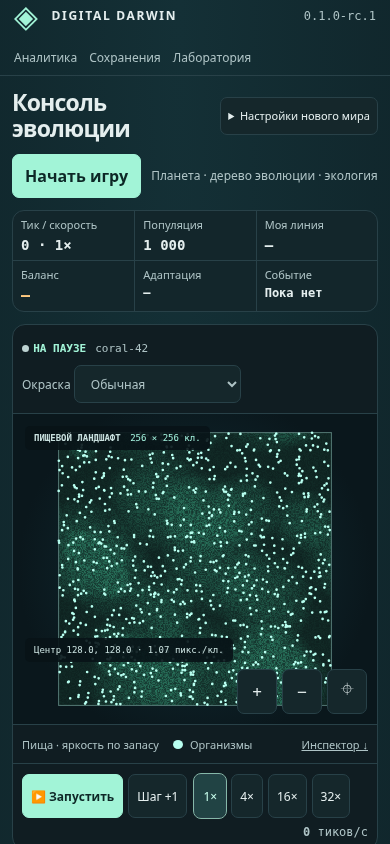 DIGITAL DARWIN
0.1.0-rc.1
Аналитика Сохранения Лаборатория
Консоль
эволюции
▶ Настройки нового мира
Начать игру
Планета · дерево эволюции · экология
Тик / скорость Популяция Моя линия
0 · 1× 1 000 —
Баланс Адаптация Событие
— — Пока нет
НА ПАУЗЕ coral-42
Окраска Обычная
ПИЩЕВОЙ ЛАНДШАФТ 256 × 256 кл.
Центр 128.0, 128.0 · 1.07 пикс./кл.
+ −
Пища · яркость по запасу Организмы Инспектор ↓
▶ Запустить Шаг +1 1× 4× 16× 32×
0 тиков/с